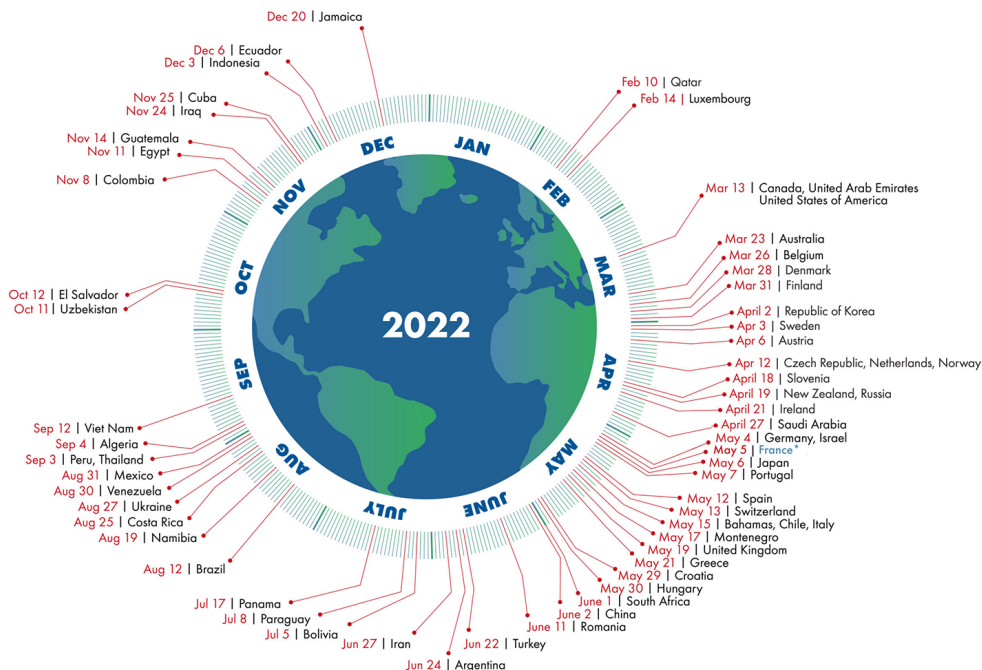 Dec 20 | Jamaica
Dec 6 | Ecuador
Dec 3 | Indonesia
Nov 25 | Cuba
Nov 24 | Iraq
Nov 14 | Guatemala
Nov 11 | Egypt
Nov 8 | Colombia
Oct 12 | El Salvador
Oct 11 | Uzbekistan
Sep 12 | Viet Nam
Sep 4 | Algeria
Sep 3 | Peru, Thailand
Aug 31 | Mexico
Aug 30 | Venezuela
Aug 27 | Ukraine
Aug 25 | Costa Rica
Aug 19 | Namibia
Aug 12 | Brazil
Jul 17 | Panama
Jul 8 | Paraguay
Jul 5 | Bolivia
Jun 27 | Iran
Jun 24 | Argentina
Jun 22 | Turkey
Feb 10 | Qatar
Feb 14 | Luxembourg
Mar 13 | Canada, United Arab Emirates
United States of America
Mar 23 | Australia
Mar 26 | Belgium
Mar 28 | Denmark
Mar 31 | Finland
April 2 | Republic of Korea
Apr 3 | Sweden
Apr 6 | Austria
Apr 12 | Czech Republic, Netherlands, Norway
April 18 | Slovenia
April 19 | New Zealand, Russia
April 21 | Ireland
April 27 | Saudi Arabia
May 4 | Germany, Israel
May 5 | France*
May 6 | Japan
May 7 | Portugal
May 12 | Spain
May 13 | Switzerland
May 15 | Bahamas, Chile, Italy
May 17 | Montenegro
May 19 | United Kingdom
May 21 | Greece
May 29 | Croatia
May 30 | Hungary
June 1 | South Africa
June 2 | China
June 11 | Romania
JAN
FEB
MAR
APR
MAY
JUNE
JULY
AUG
SEP
OCT
NOV
DEC
2022